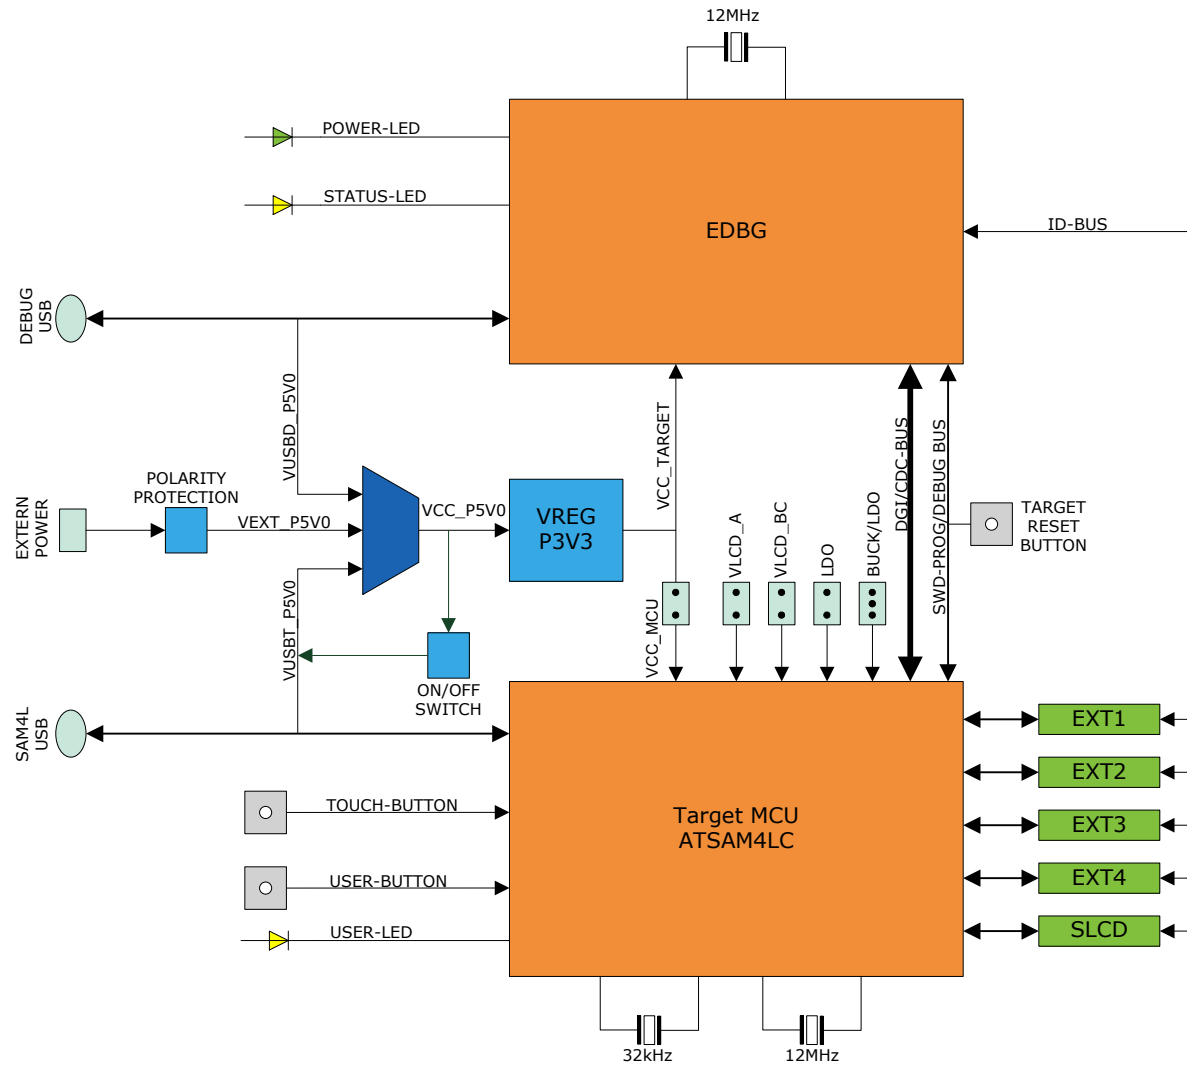 12MHz
POWER-LED
STATUS-LED
EDBG
ID-BUS
DEBUG
USB
VUSBD_P5V0
VCC_TARGET
DGI/CDC-BUS
SWD-PROG/DEBUG BUS
POLARITY
PROTECTION
EXTERN
POWER
VEXT_P5V0
VCC_P5V0
VREG
P3V3
VLCD_A
VLCD_BC
LDO
BUCK/LDO
TARGET
RESET
BUTTON
VUSBT_P5V0
VCC_MCU
ON/OFF
SWITCH
SAM4L
USB
EXT1
EXT2
TOUCH-BUTTON
Target MCU
ATSAM4LC
EXT3
USER-BUTTON
EXT4
USER-LED
SLCD
32kHz
12MHz